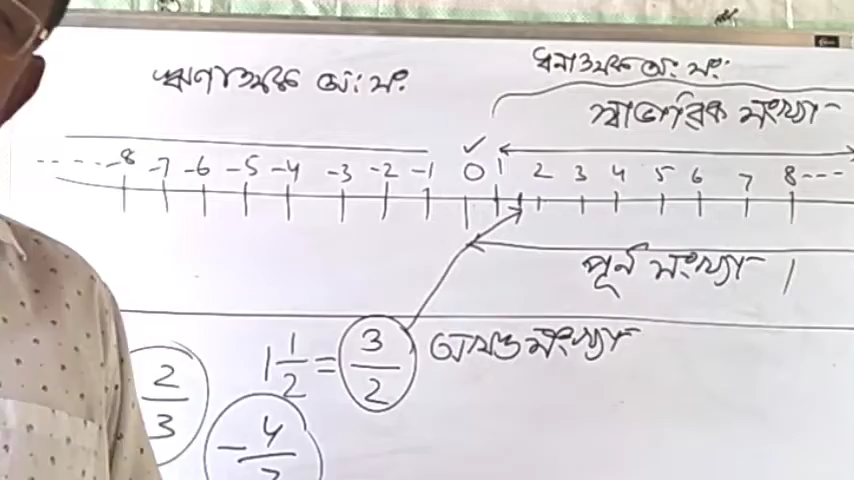 ঋণাত্মক অঃ সং
ধনাত্মক অঃ সংঃ
স্বাভাবিক সংখ্যা
-----8 -7 -6 -5 -4 -3 -2 -1 0 1 2 3 4 5 6 7 8---
পূর্ন সংখ্যা
অখণ্ড সংখ্যা
1 1/2 = 3/2
2/3
-4/